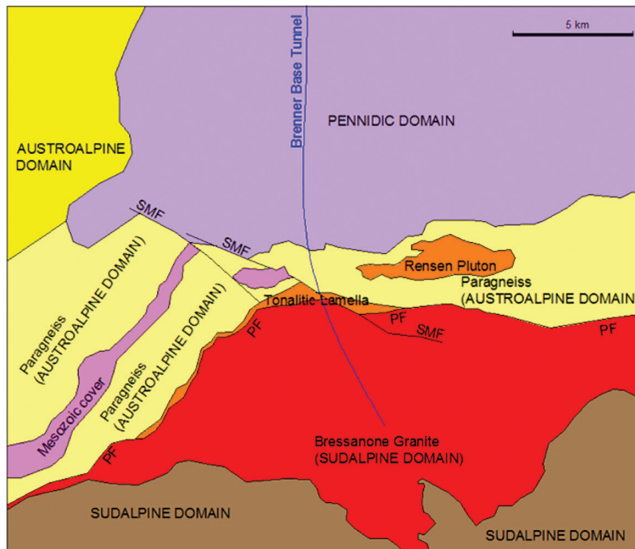 5 km
Brenner Base Tunnel
PENNIDIC DOMAIN
AUSTROALPINE
DOMAIN
SMF
SMF
Rensen Pluton
Paragneiss
(AUSTROALPINE DOMAIN)
Paragneiss
(AUSTROALPINE DOMAIN)
Tonalitic Lamella
PF
PF
PF
SMF
Paragneiss
(AUSTROALPINE DOMAIN)
Mesozoic cover
PF
Bressanone Granite
(SUDALPINE DOMAIN)
SUDALPINE DOMAIN
SUDALPINE DOMAIN